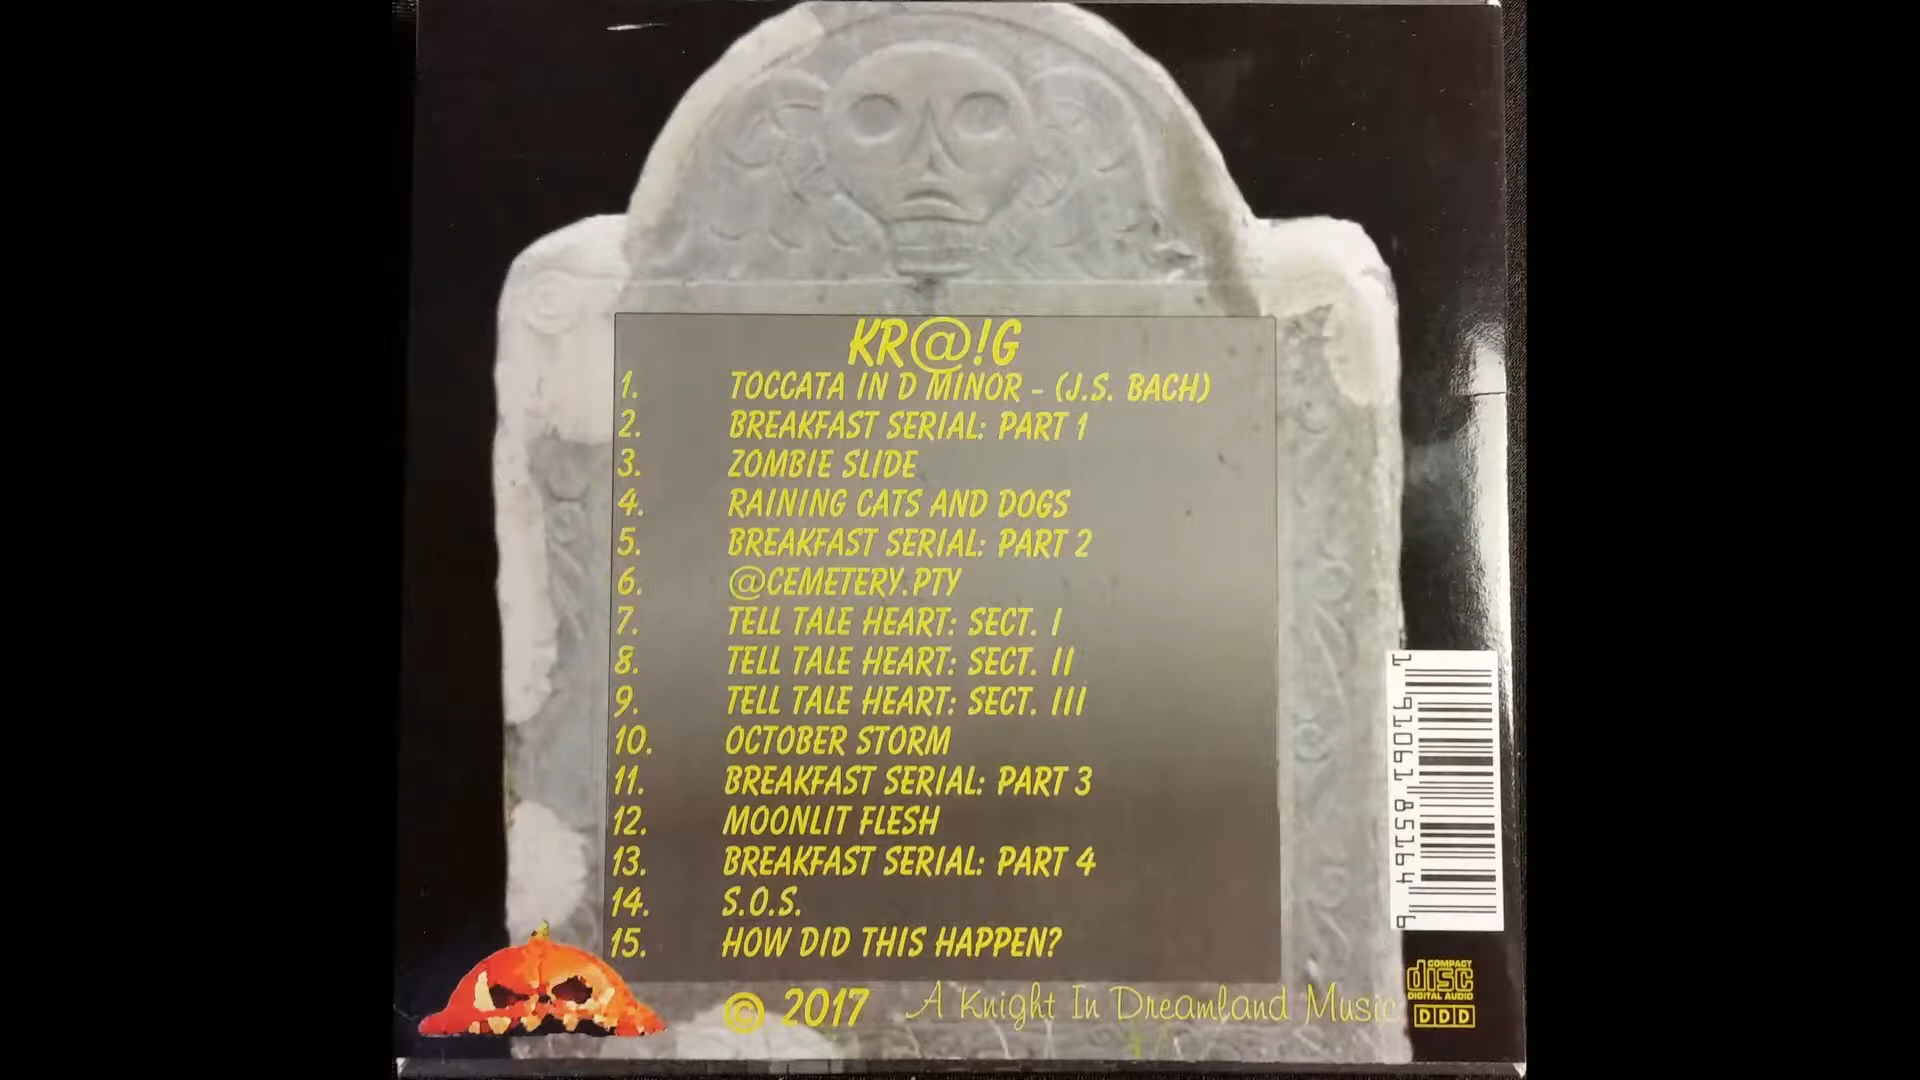 KR@!G
1. TOCCATA IN D MINOR - (J.S. BACH)
2. BREAKFAST SERIAL: PART 1
3. ZOMBIE SLIDE
4. RAINING CATS AND DOGS
5. BREAKFAST SERIAL: PART 2
6. @CEMETERY.PTY
7. TELL TALE HEART: SECT. I
8. TELL TALE HEART: SECT. II
9. TELL TALE HEART: SECT. III
10. OCTOBER STORM
11. BREAKFAST SERIAL: PART 3
12. MOONLIT FLESH
13. BREAKFAST SERIAL: PART 4
14. S.O.S.
15. HOW DID THIS HAPPEN?
© 2017 A Knight In Dreamland Music
1 91061 85164 6
COMPACT
disc
DIGITAL AUDIO
DDD